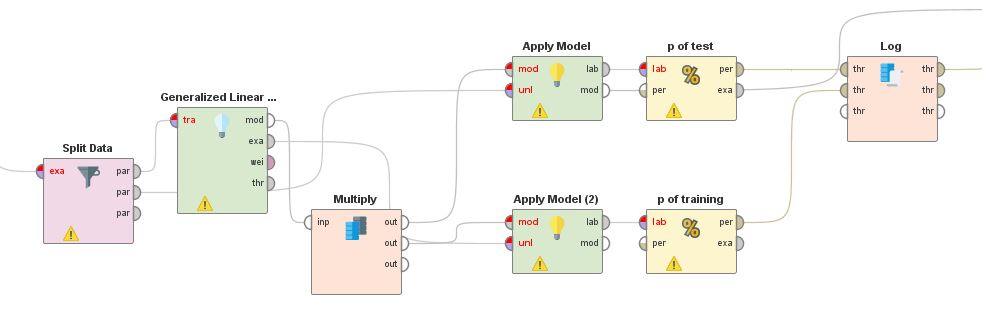 Apply Model
p of test
Log
mod
lab
lab
per
thr
thr
unl
mod
per
exa
thr
thr
thr
thr
Generalized Linear ...
tra
mod
exa
wei
thr
Split Data
exa
par
par
par
Multiply
inp
out
out
out
Apply Model (2)
p of training
mod
lab
lab
per
unl
mod
per
exa